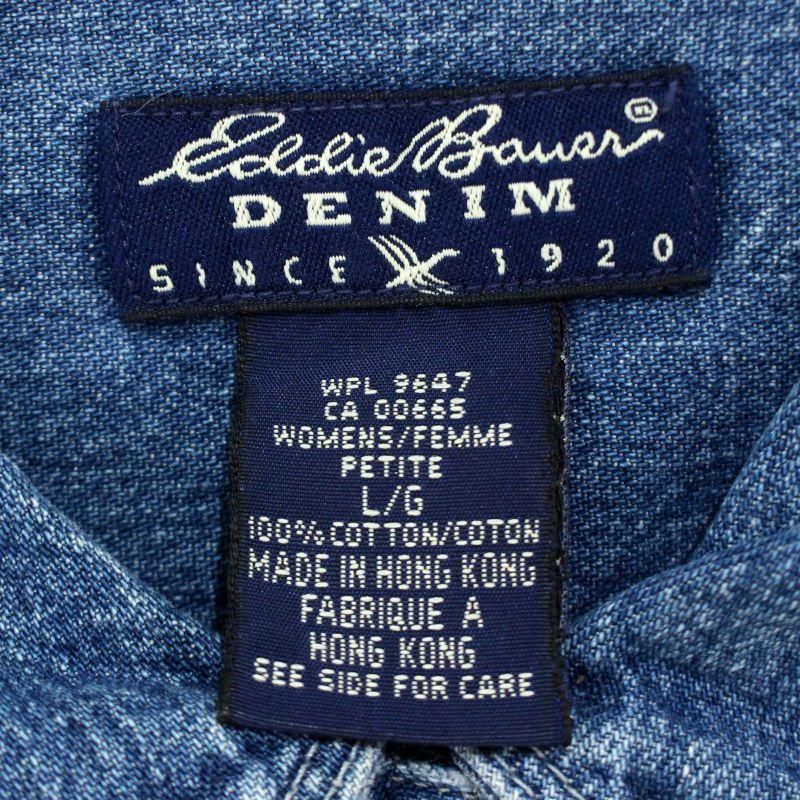 Eddie Bauer
DENIM
SINCE 1920
WPL 9647
CA 00665
WOMENS/FEMME
PETITE
L/G
100% COTTON/COTON
MADE IN HONG KONG
FABRIQUE A
HONG KONG
SEE SIDE FOR CARE